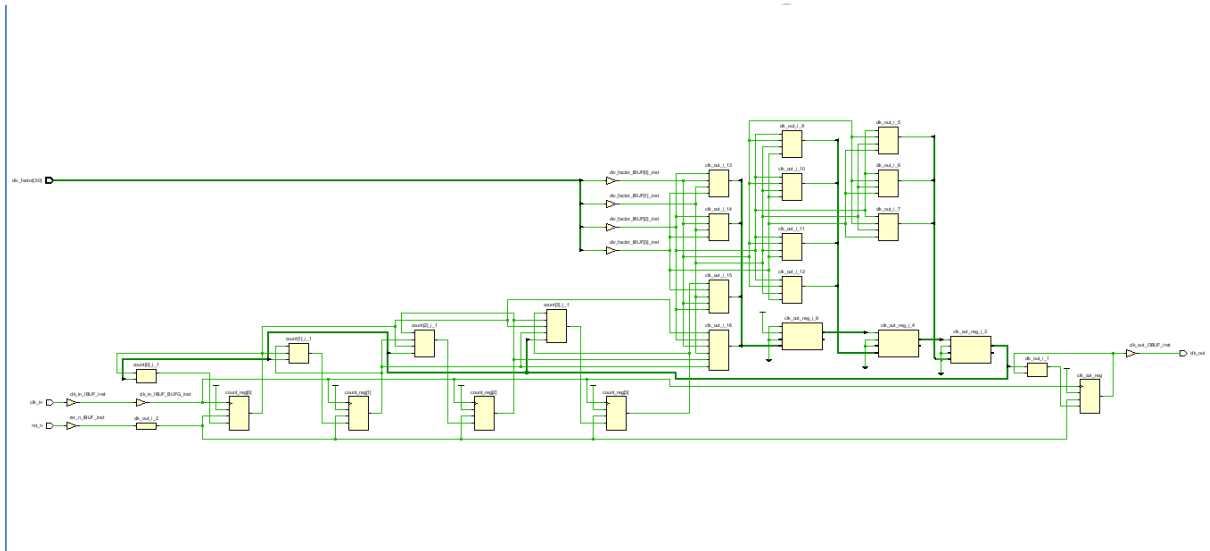 clk_out_i_5
clk_out_i_9
clk_out_i_13
clk_out_i_10
clk_out_i_6
div_factor[3:0]
div_factor_IBUF[0]_inst
div_factor_IBUF[1]_inst
clk_out_i_14
clk_out_i_7
div_factor_IBUF[2]_inst
clk_out_i_11
div_factor_IBUF[3]_inst
clk_out_i_15
clk_out_i_12
count[3]_i_1
clk_out_reg_i_8
count[2]_i_1
clk_out_i_16
clk_out_reg_i_4
clk_out_reg_i_3
count[1]_i_1
clk_out_OBUF_inst
clk_out
count[0]_i_1
clk_out_i_1
clk_out_reg
clk_in
clk_in_IBUF_inst
clk_in_IBUF_BUFG_inst
count_reg[0]
count_reg[1]
count_reg[2]
count_reg[3]
rst_n
rst_n_IBUF_inst
clk_out_i_2